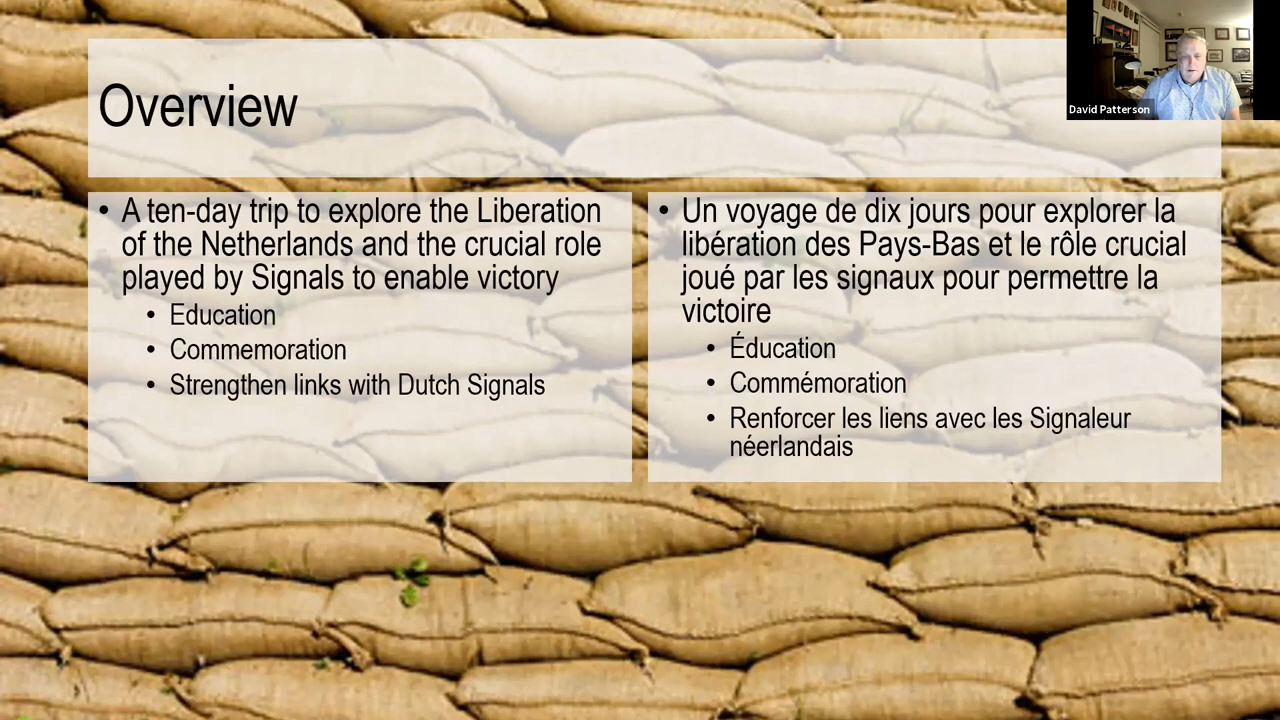 Overview
David Patterson
• A ten-day trip to explore the Liberation
of the Netherlands and the crucial role
played by Signals to enable victory
• Education
• Commemoration
• Strengthen links with Dutch Signals
• Un voyage de dix jours pour explorer la
libération des Pays-Bas et le rôle crucial
joué par les signaux pour permettre la
victoire
• Éducation
• Commémoration
• Renforcer les liens avec les Signaleur
néerlandais